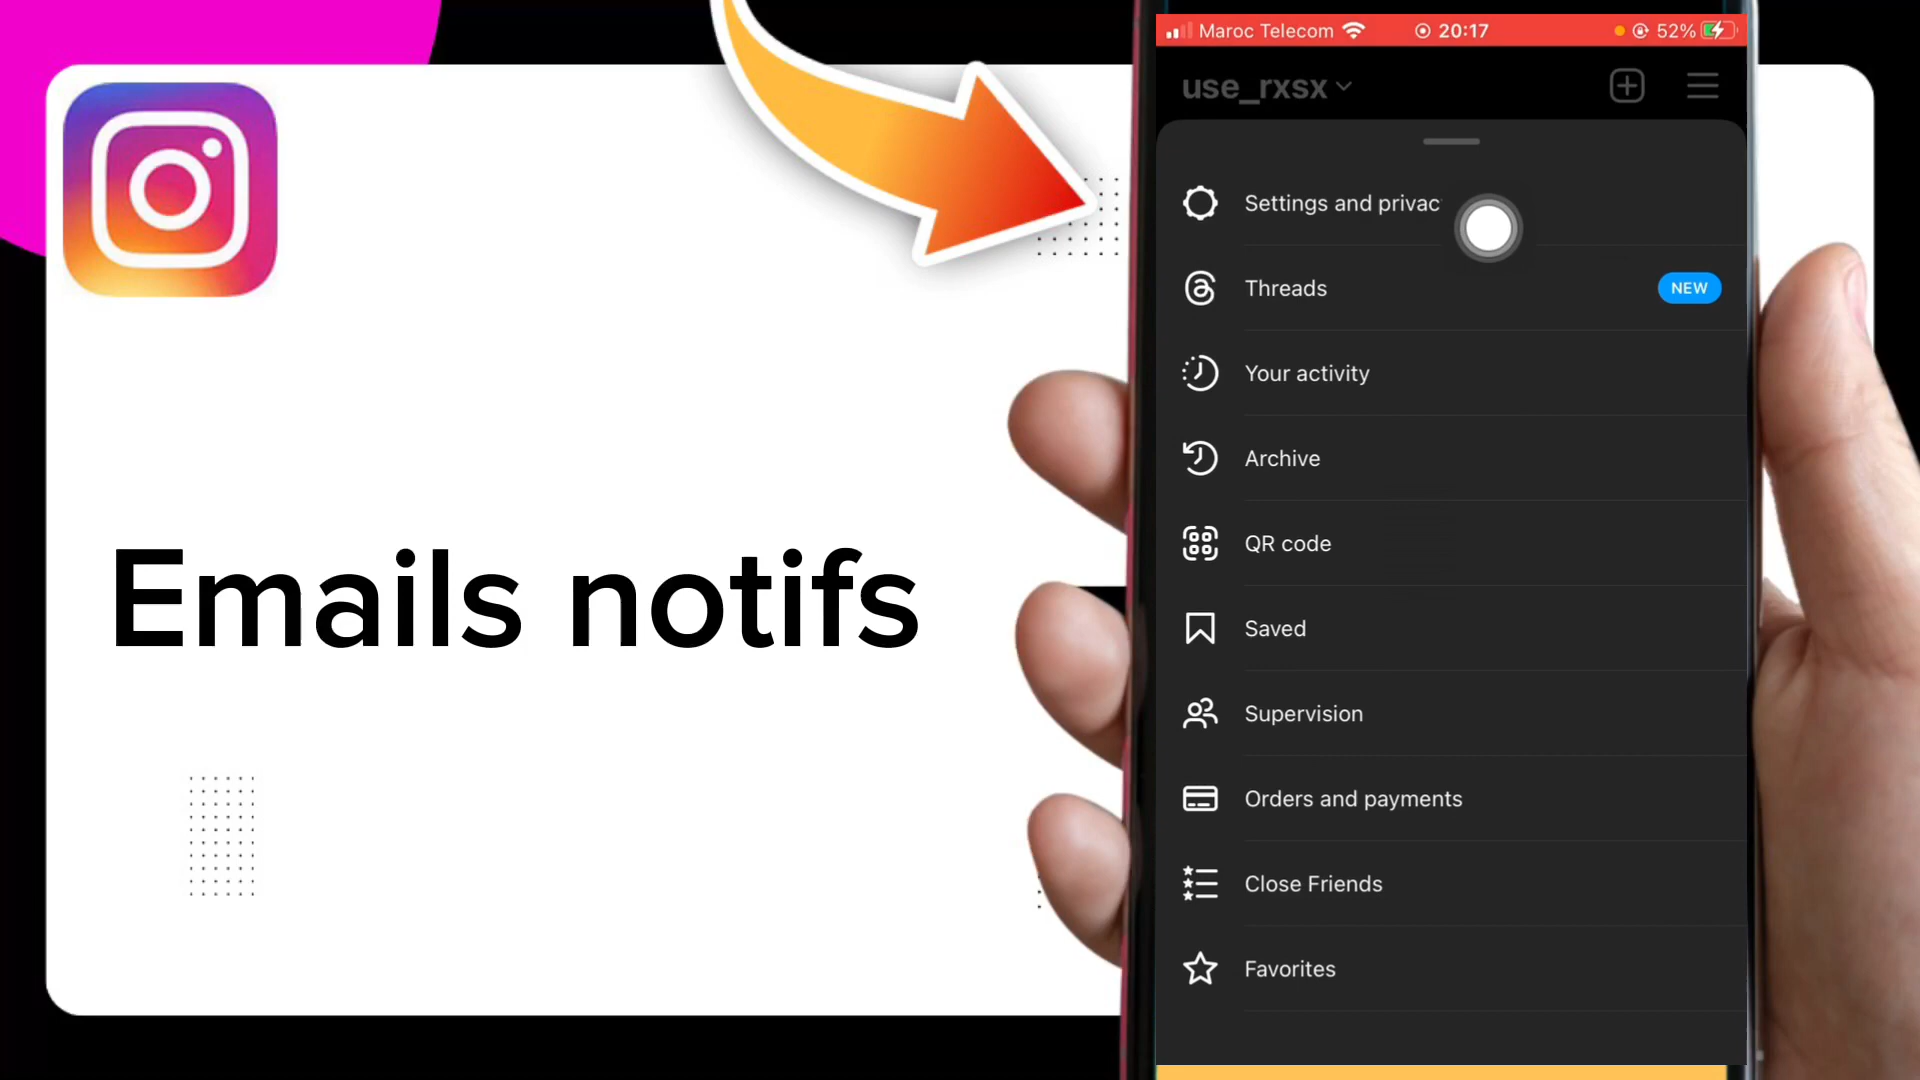 Emails notifs
Maroc Telecom 20:17 52%
use_rxsx
Settings and privac
Threads NEW
Your activity
Archive
QR code
Saved
Supervision
Orders and payments
Close Friends
Favorites